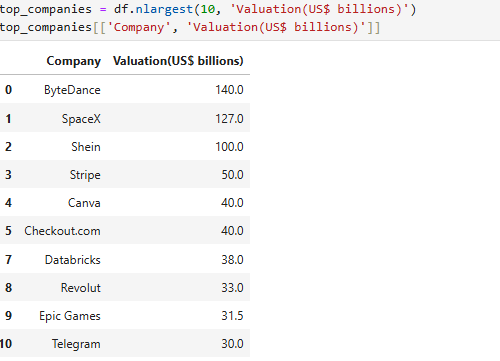 top_companies = df.nlargest(10, 'Valuation(US$ billions)')
top_companies[['Company', 'Valuation(US$ billions)']]
Company Valuation(US$ billions)
0 ByteDance 140.0
1 SpaceX 127.0
2 Shein 100.0
3 Stripe 50.0
4 Canva 40.0
5 Checkout.com 40.0
7 Databricks 38.0
8 Revolut 33.0
9 Epic Games 31.5
10 Telegram 30.0